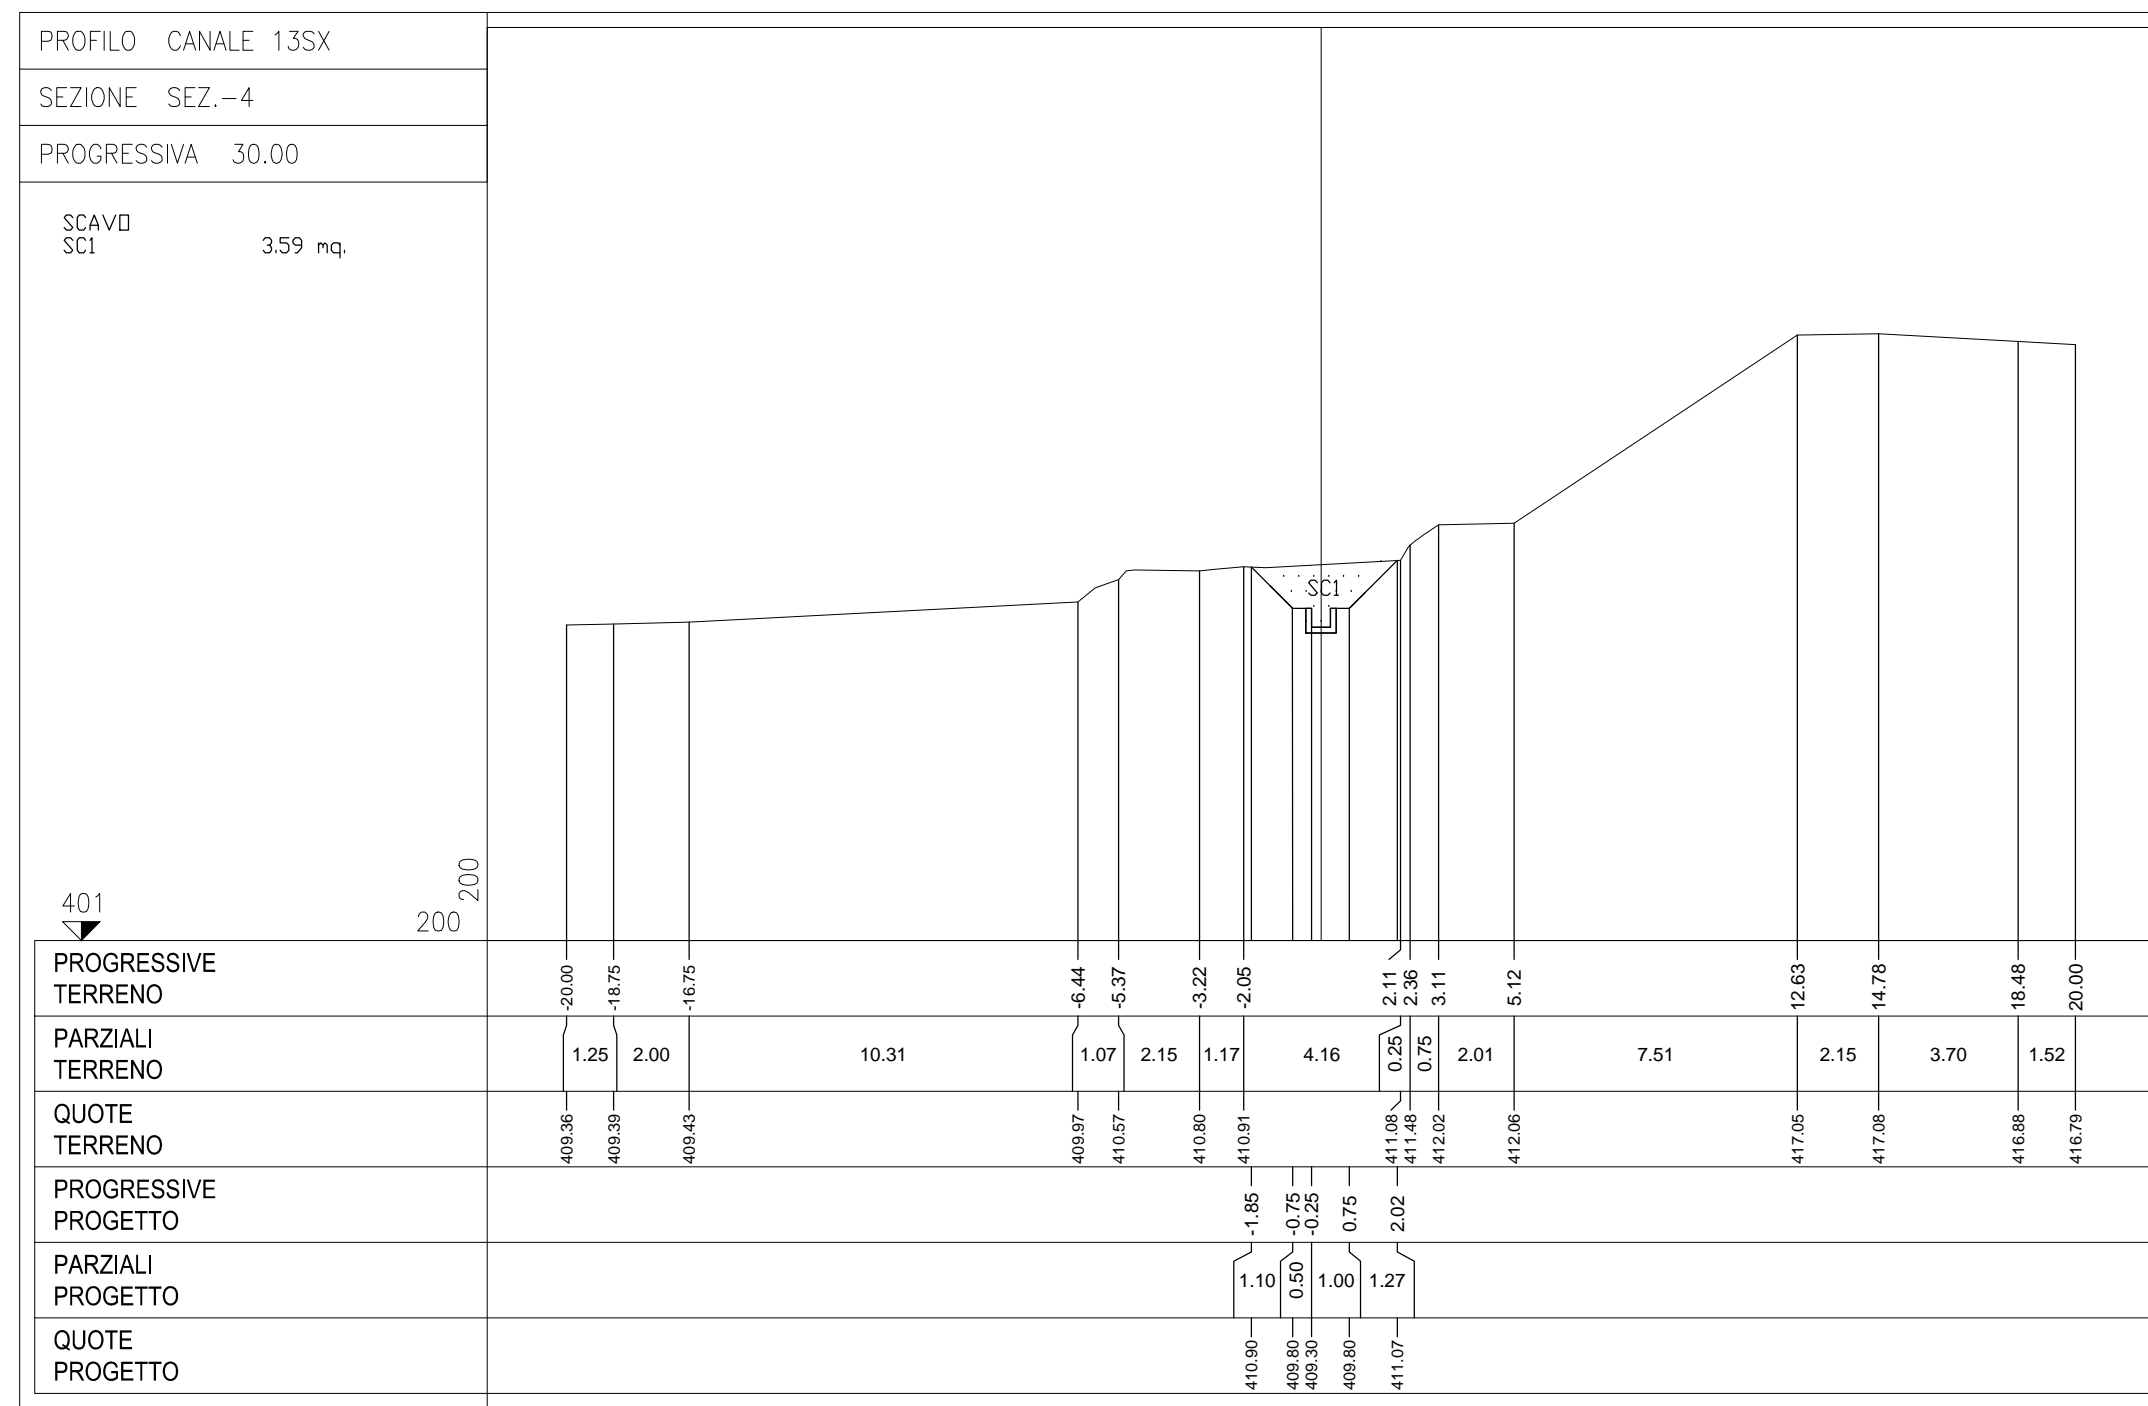 PROFILO CANALE 13SX
SEZIONE SEZ.-4
PROGRESSIVA 30.00
SCAVO
SC1 3.59 mq.
SC1
401
200
200
PROGRESSIVE
TERRENO
-20.00 -18.75 -16.75 -6.44 -5.37 -3.22 -2.05 2.11 2.36 3.11 5.12 12.63 14.78 18.48 20.00
PARZIALI
TERRENO
1.25 2.00 10.31 1.07 2.15 1.17 4.16 0.25 0.75 2.01 7.51 2.15 3.70 1.52
QUOTE
TERRENO
409.36 409.39 409.43 409.97 410.57 410.80 410.91 411.08 411.48 412.02 412.06 417.05 417.08 416.88 416.79
PROGRESSIVE
PROGETTO
-1.85 -0.75 -0.25 0.75 2.02
PARZIALI
PROGETTO
1.10 0.50 1.00 1.27
QUOTE
PROGETTO
410.90 409.80 409.30 409.80 411.07